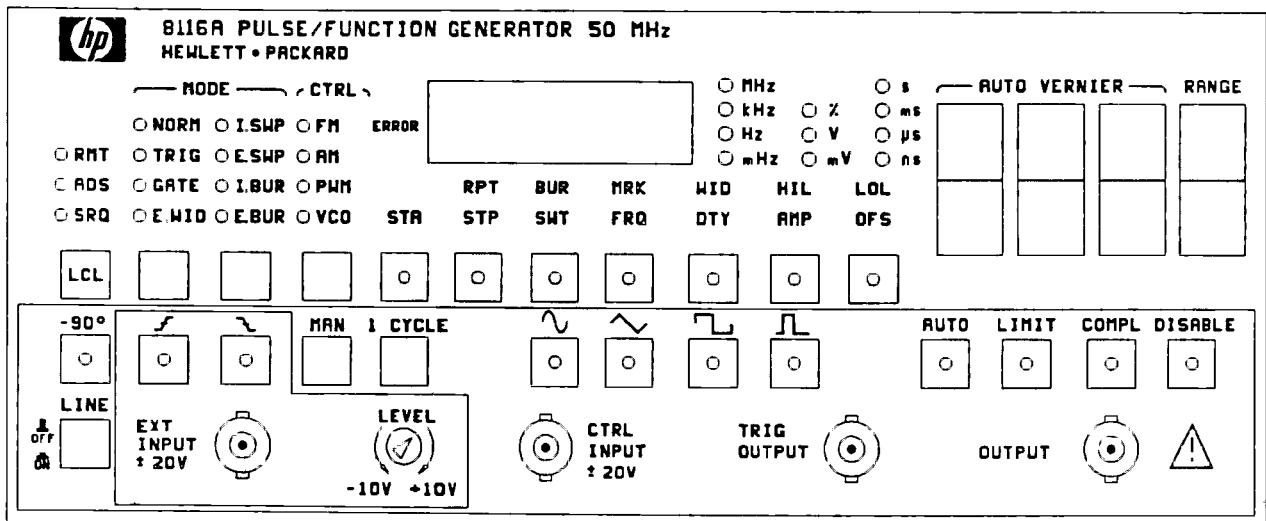 hp
8116A PULSE/FUNCTION GENERATOR 50 MHz
HEWLETT•PACKARD
MODE CTRL
MHz s AUTO VERNIER RANGE
NORM I.SWP FM ERROR kHz % ms
RMT TRIG E.SWP AM Hz V µs
mHz mV ns
ADS GATE I.BUR PWM RPT BUR MRK WID HIL LOL
SRQ E.WID E.BUR VCO STA STP SWT FRQ DTY AMP OFS
LCL
-90° MAN 1 CYCLE AUTO LIMIT COMPL DISABLE
LINE
OFF
ON
EXT
INPUT
± 20V
LEVEL
-10V +10V
CTRL
INPUT
± 20V
TRIG
OUTPUT
OUTPUT
!